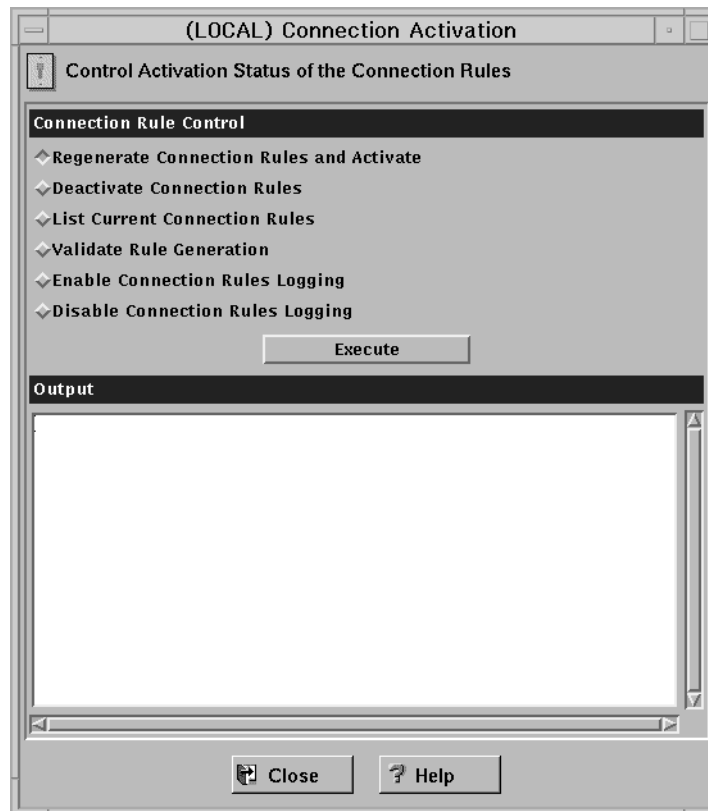 (LOCAL) Connection Activation
Control Activation Status of the Connection Rules
Connection Rule Control
Regenerate Connection Rules and Activate
Deactivate Connection Rules
List Current Connection Rules
Validate Rule Generation
Enable Connection Rules Logging
Disable Connection Rules Logging
Execute
Output
Close
? Help